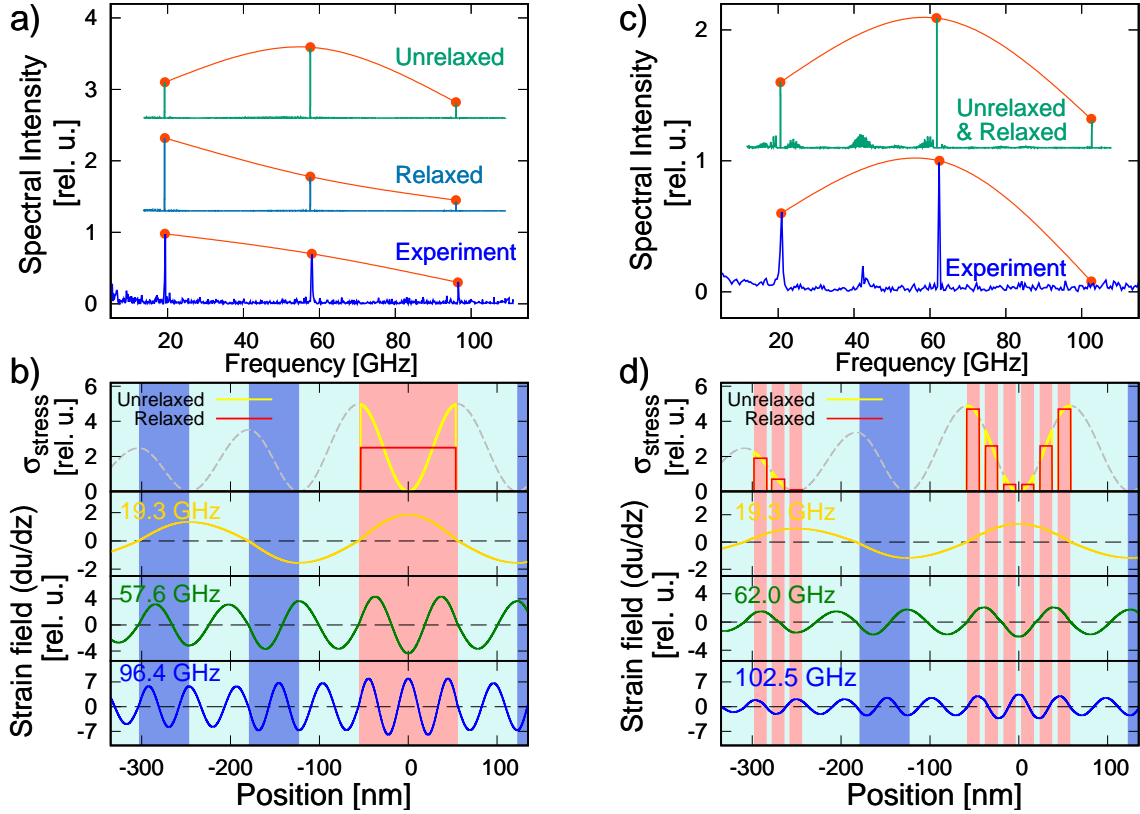 a)
Spectral Intensity
[rel. u.]
4
3
2
1
0
Unrelaxed
Relaxed
Experiment
20 40 60 80 100
Frequency [GHz]
c)
Spectral Intensity
[rel. u.]
2
1
0
Unrelaxed
& Relaxed
Experiment
20 40 60 80 100
Frequency [GHz]
b)
σstress
[rel. u.]
6
4
2
0
Unrelaxed
Relaxed
Strain field (du/dz)
[rel. u.]
2
0
-2
19.3 GHz
4
0
-4
57.6 GHz
7
0
-7
96.4 GHz
-300 -200 -100 0 100
Position [nm]
d)
σstress
[rel. u.]
6
4
2
0
Unrelaxed
Relaxed
Strain field (du/dz)
[rel. u.]
2
0
-2
19.3 GHz
4
0
-4
62.0 GHz
7
0
-7
102.5 GHz
-300 -200 -100 0 100
Position [nm]